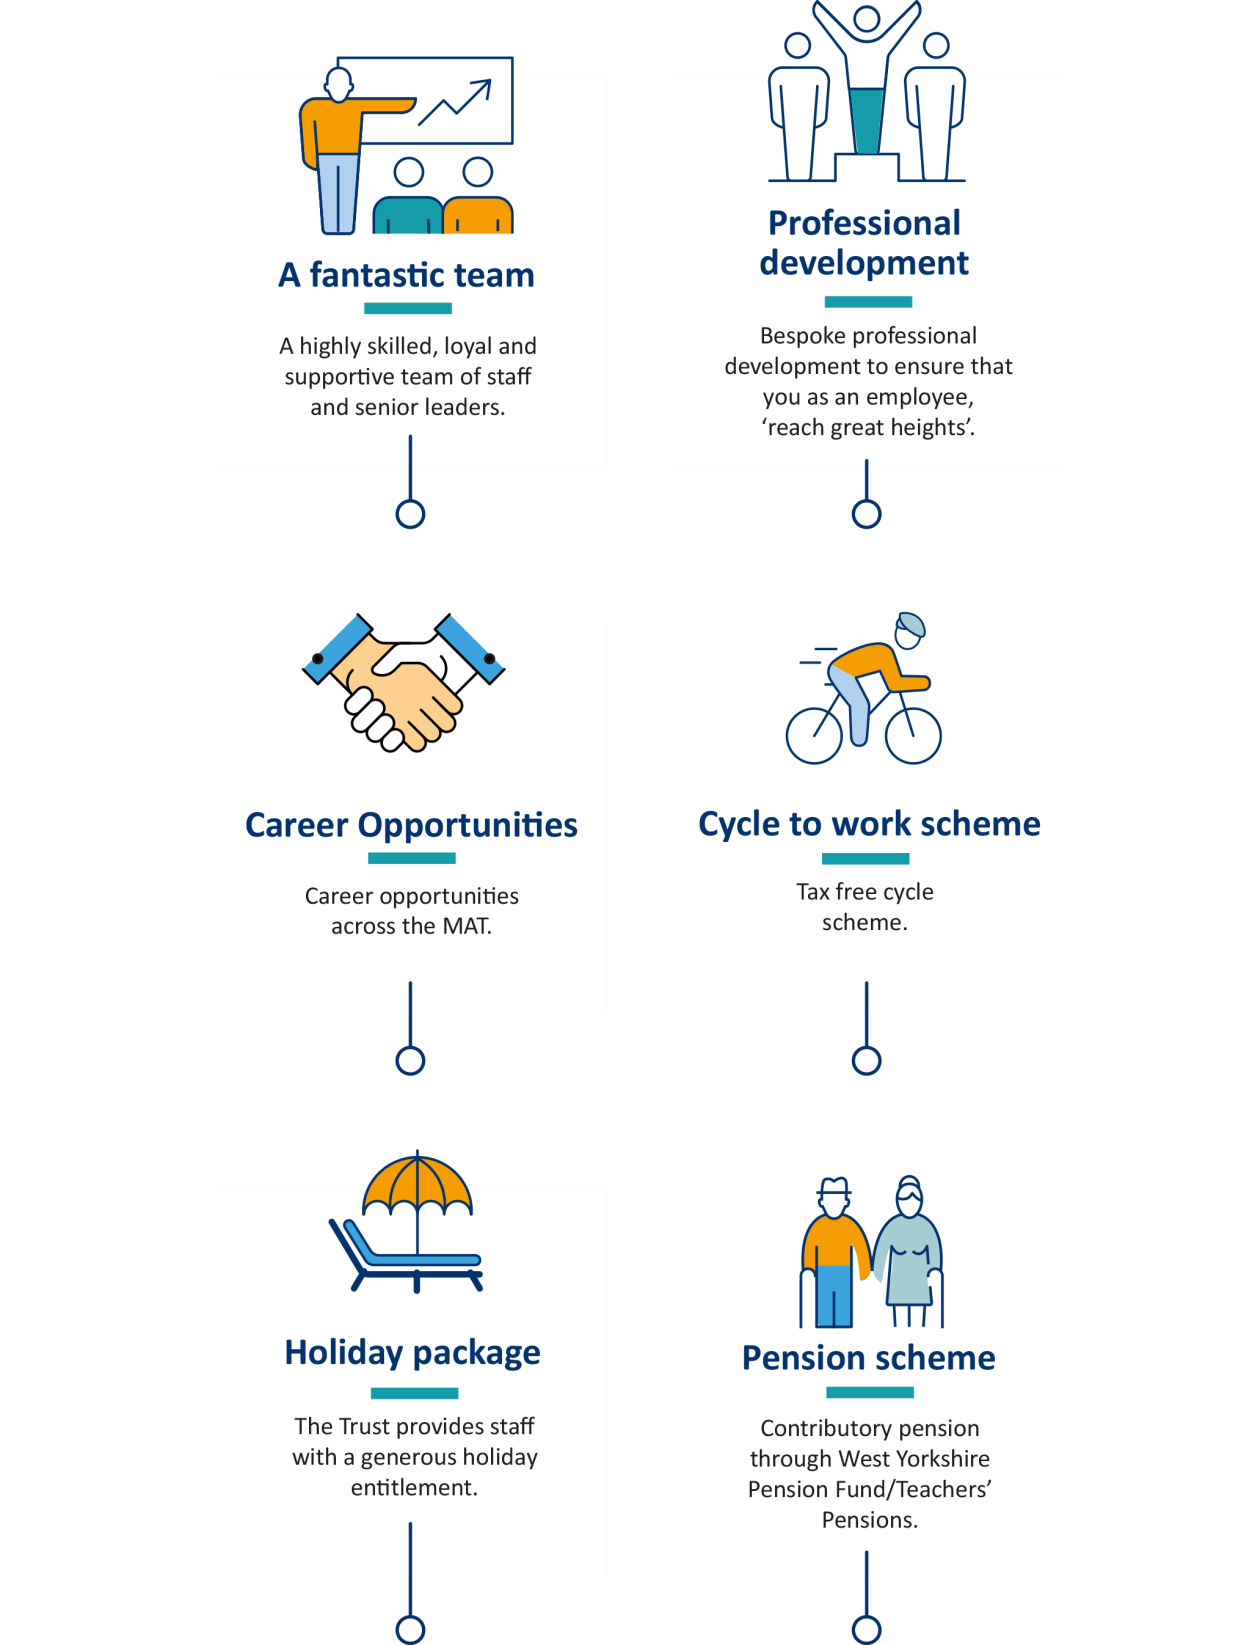 A fantastic team
A highly skilled, loyal and
supportive team of staff
and senior leaders.
Professional
development
Bespoke professional
development to ensure that
you as an employee,
‘reach great heights’.
Career Opportunities
Career opportunities
across the MAT.
Cycle to work scheme
Tax free cycle
scheme.
Holiday package
The Trust provides staff
with a generous holiday
entitlement.
Pension scheme
Contributory pension
through West Yorkshire
Pension Fund/Teachers’
Pensions.